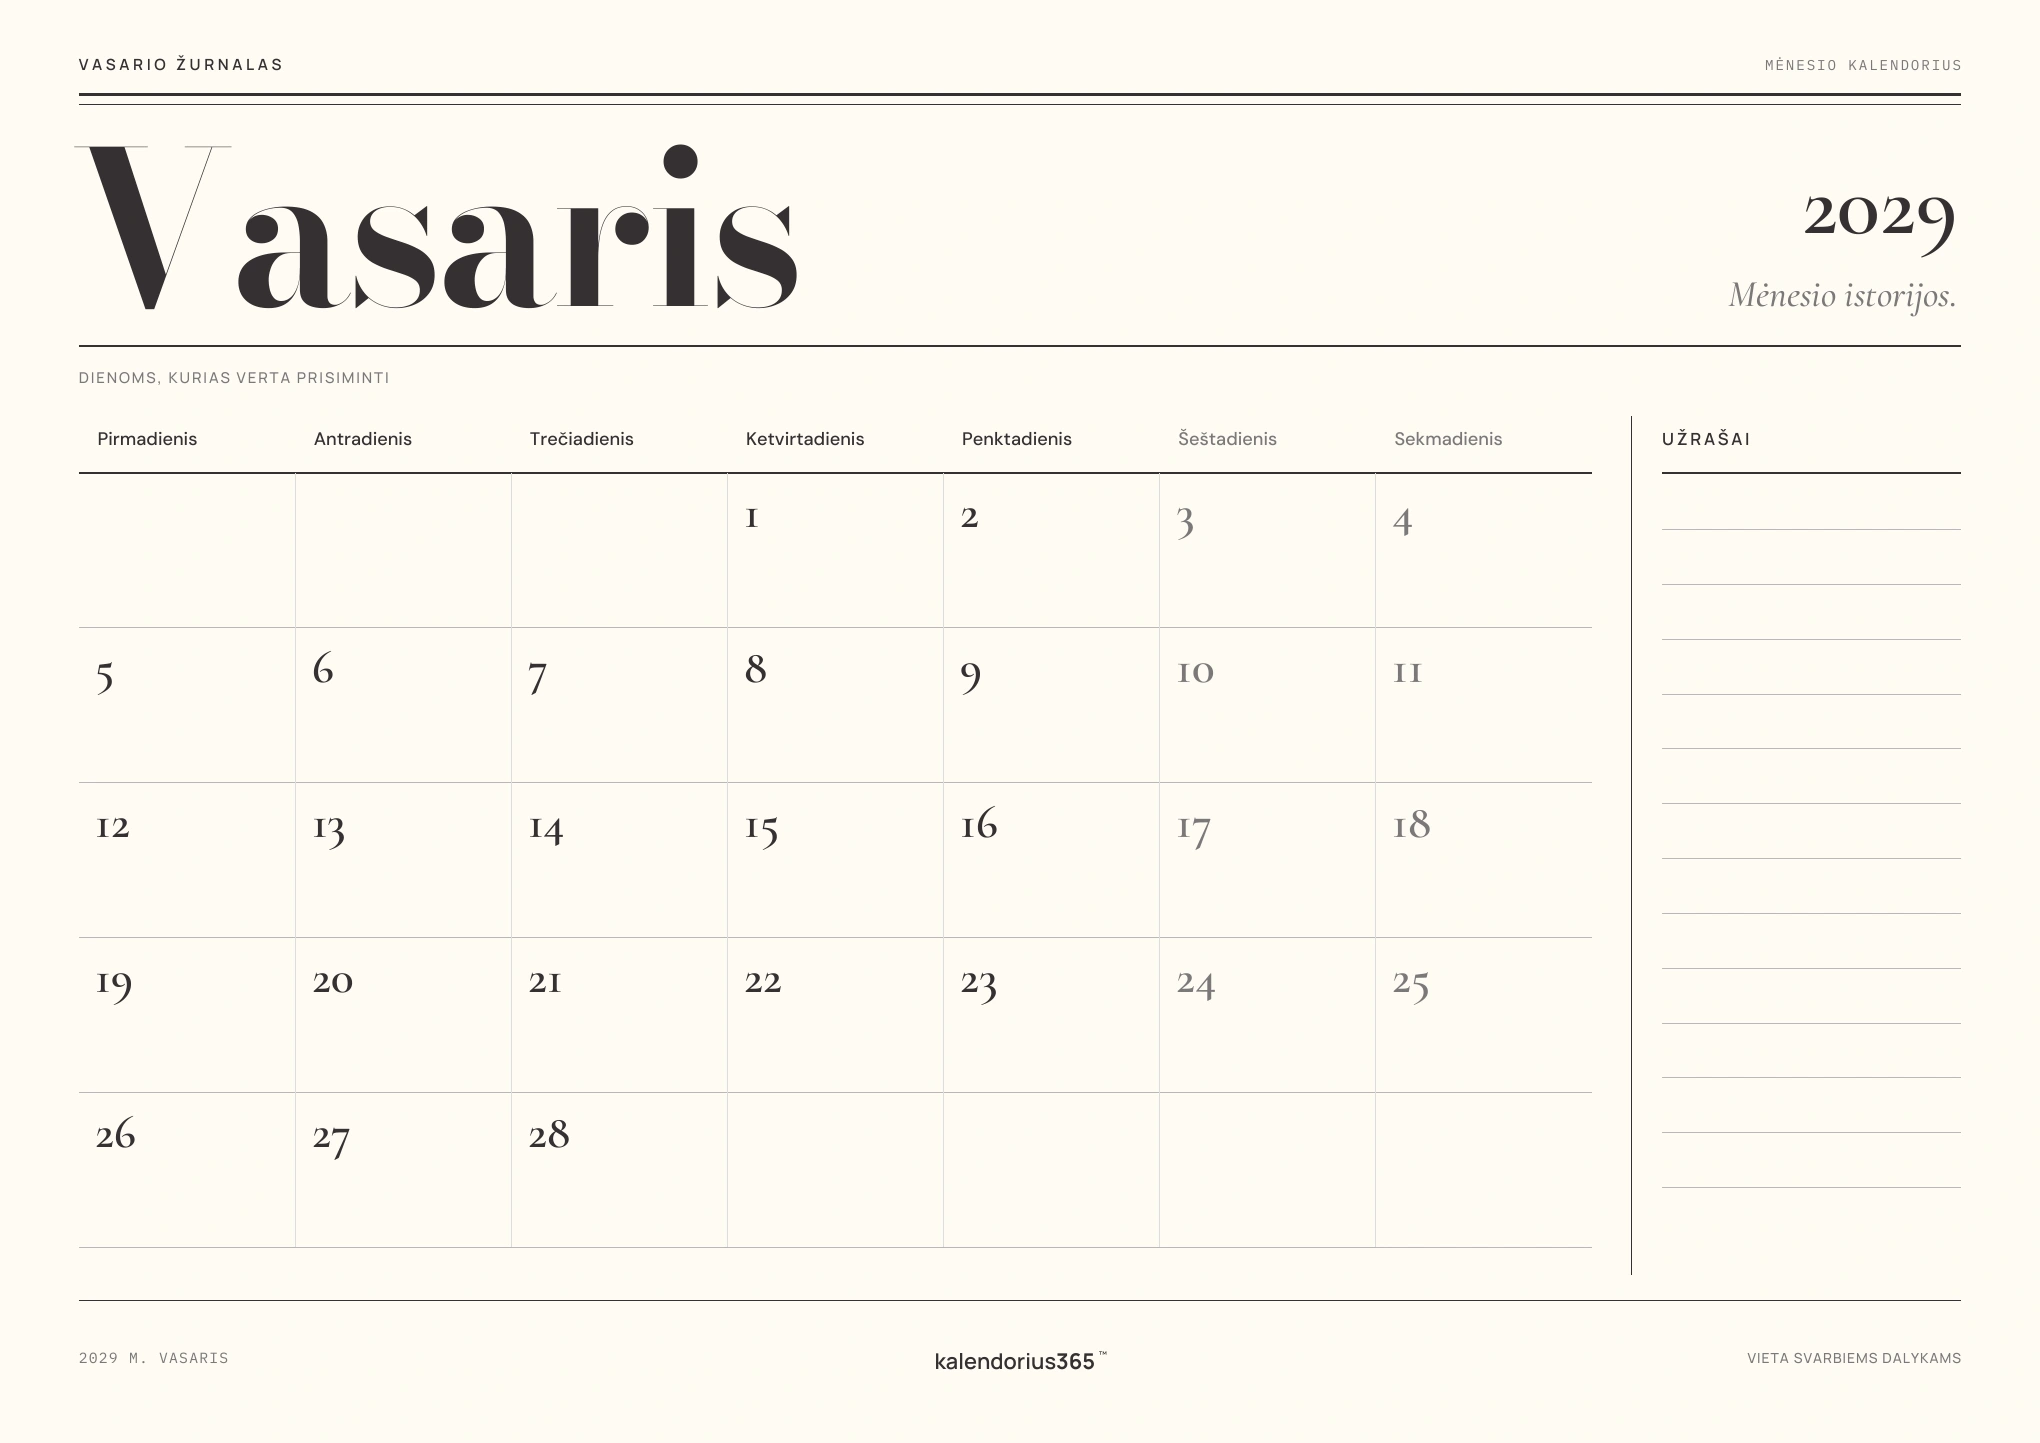 VASARIO ŽURNALAS
MĖNESIO KALENDORIUS
Vasaris
2029
Mėnesio istorijos.
DIENOMS, KURIAS VERTA PRISIMINTI
Pirmadienis Antradienis Trečiadienis Ketvirtadienis Penktadienis Šeštadienis Sekmadienis
1 2 3 4
5 6 7 8 9 10 11
12 13 14 15 16 17 18
19 20 21 22 23 24 25
26 27 28
UŽRAŠAI
2029 M. VASARIS
kalendorius365™
VIETA SVARBIEMS DALYKAMS